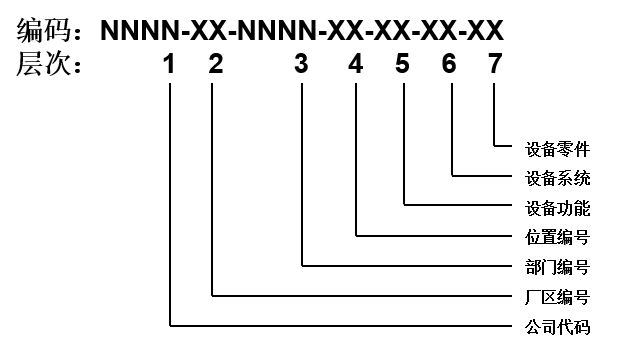 编码：NNNN-XX-NNNN-XX-XX-XX-XX
层次： 1 2 3 4 5 6 7
设备零件
设备系统
设备功能
位置编号
部门编号
厂区编号
公司代码